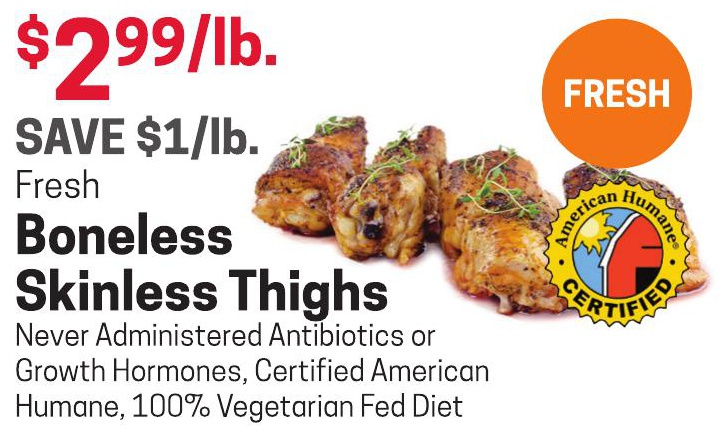 $2.99/lb.
SAVE $1/lb.
Fresh
Boneless
Skinless Thighs
Never Administered Antibiotics or
Growth Hormones, Certified American
Humane, 100% Vegetarian Fed Diet
FRESH
American Humane®
CERTIFIED